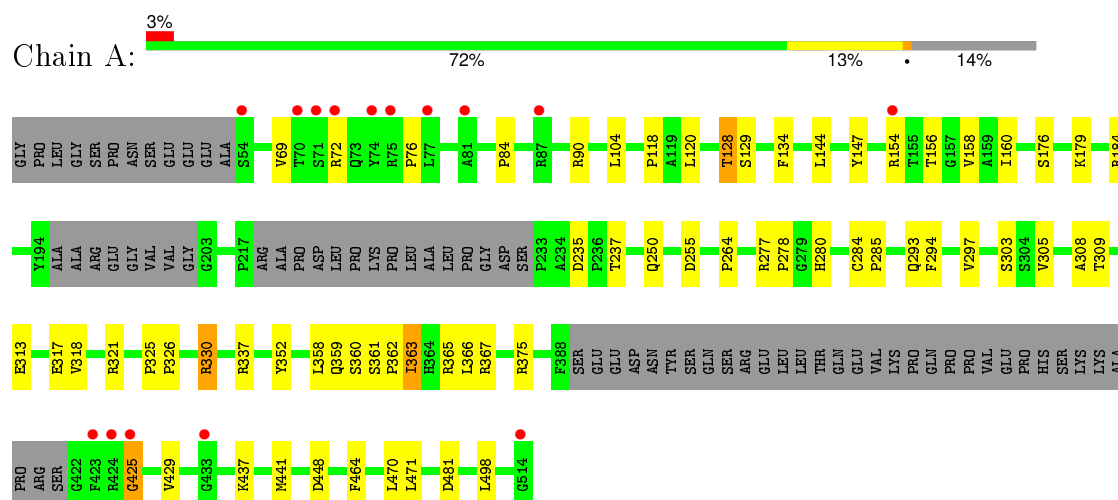 3%
Chain A:
72% 13% • 14%
GLY PRO LEU GLY SER PRO ASN SER GLU GLU GLU ALA S54 V69 T70 S71 R72 Q73 Y74 R75 P76 L77 A81 P84 R87 R90 L104 P118 A119 L120 T128 S129 F134 L144 Y147 R154 T155 T156 G157 V158 A159 I160 S176 K179 R184
Y194 ALA ALA ARG GLU GLY VAL VAL GLY G203 P217 ARG ALA PRO ASP LEU PRO LYS PRO LEU ALA LEU PRO GLY ASP SER P233 A234 D235 P236 T237 Q250 D255 P264 R277 P278 G279 H280 C284 P285 Q293 F294 V297 S303 S304 V305 A308 T309
E313 E317 V318 R321 P325 P326 R330 R337 Y352 L358 Q359 S360 S361 P362 I363 H364 R365 L366 R367 R375 F388 SER GLU GLU ASP ASN TYR SER GLN SER ARG GLU LEU LEU THR GLN GLU VAL LYS PRO GLN GLN PRO PRO VAL GLU PRO HIS SER LYS LYS ALA
PRO ARG SER G422 F423 R424 G425 V429 G433 K437 M441 D448 F464 L470 L471 D481 L498 G514